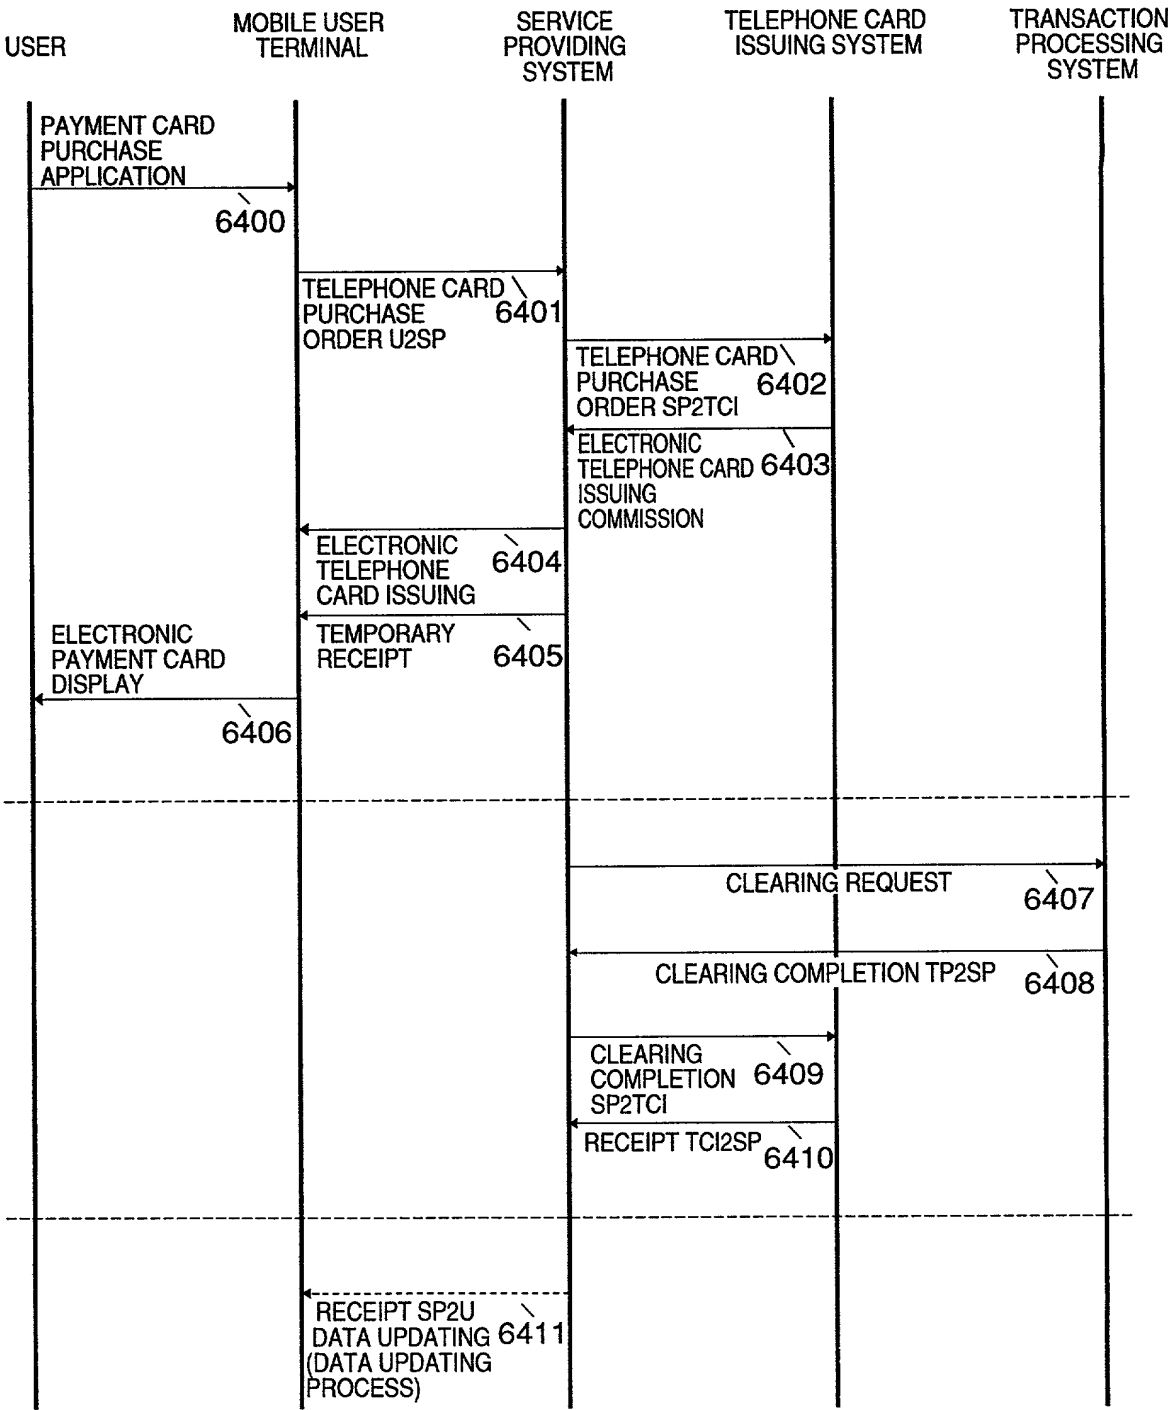 USER
MOBILE USER
TERMINAL
SERVICE
PROVIDING
SYSTEM
TELEPHONE CARD
ISSUING SYSTEM
TRANSACTION
PROCESSING
SYSTEM
PAYMENT CARD
PURCHASE
APPLICATION
6400
TELEPHONE CARD
PURCHASE
ORDER U2SP
6401
TELEPHONE CARD
PURCHASE
ORDER SP2TCI
6402
ELECTRONIC
TELEPHONE CARD
ISSUING
COMMISSION
6403
ELECTRONIC
TELEPHONE
CARD ISSUING
6404
TEMPORARY
RECEIPT
6405
ELECTRONIC
PAYMENT CARD
DISPLAY
6406
CLEARING REQUEST
6407
CLEARING COMPLETION TP2SP
6408
CLEARING
COMPLETION
SP2TCI
6409
RECEIPT TCI2SP
6410
RECEIPT SP2U
DATA UPDATING
(DATA UPDATING
PROCESS)
6411